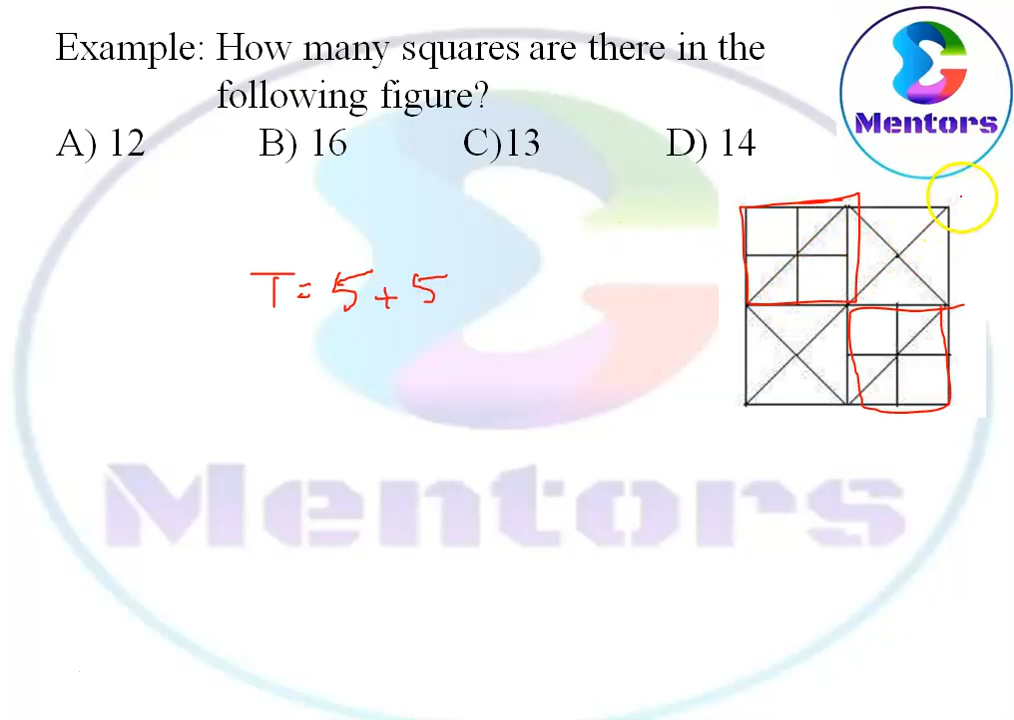 Example: How many squares are there in the
following figure?
A) 12 B) 16 C)13 D) 14
Mentors
T = 5 + 5
Mentors